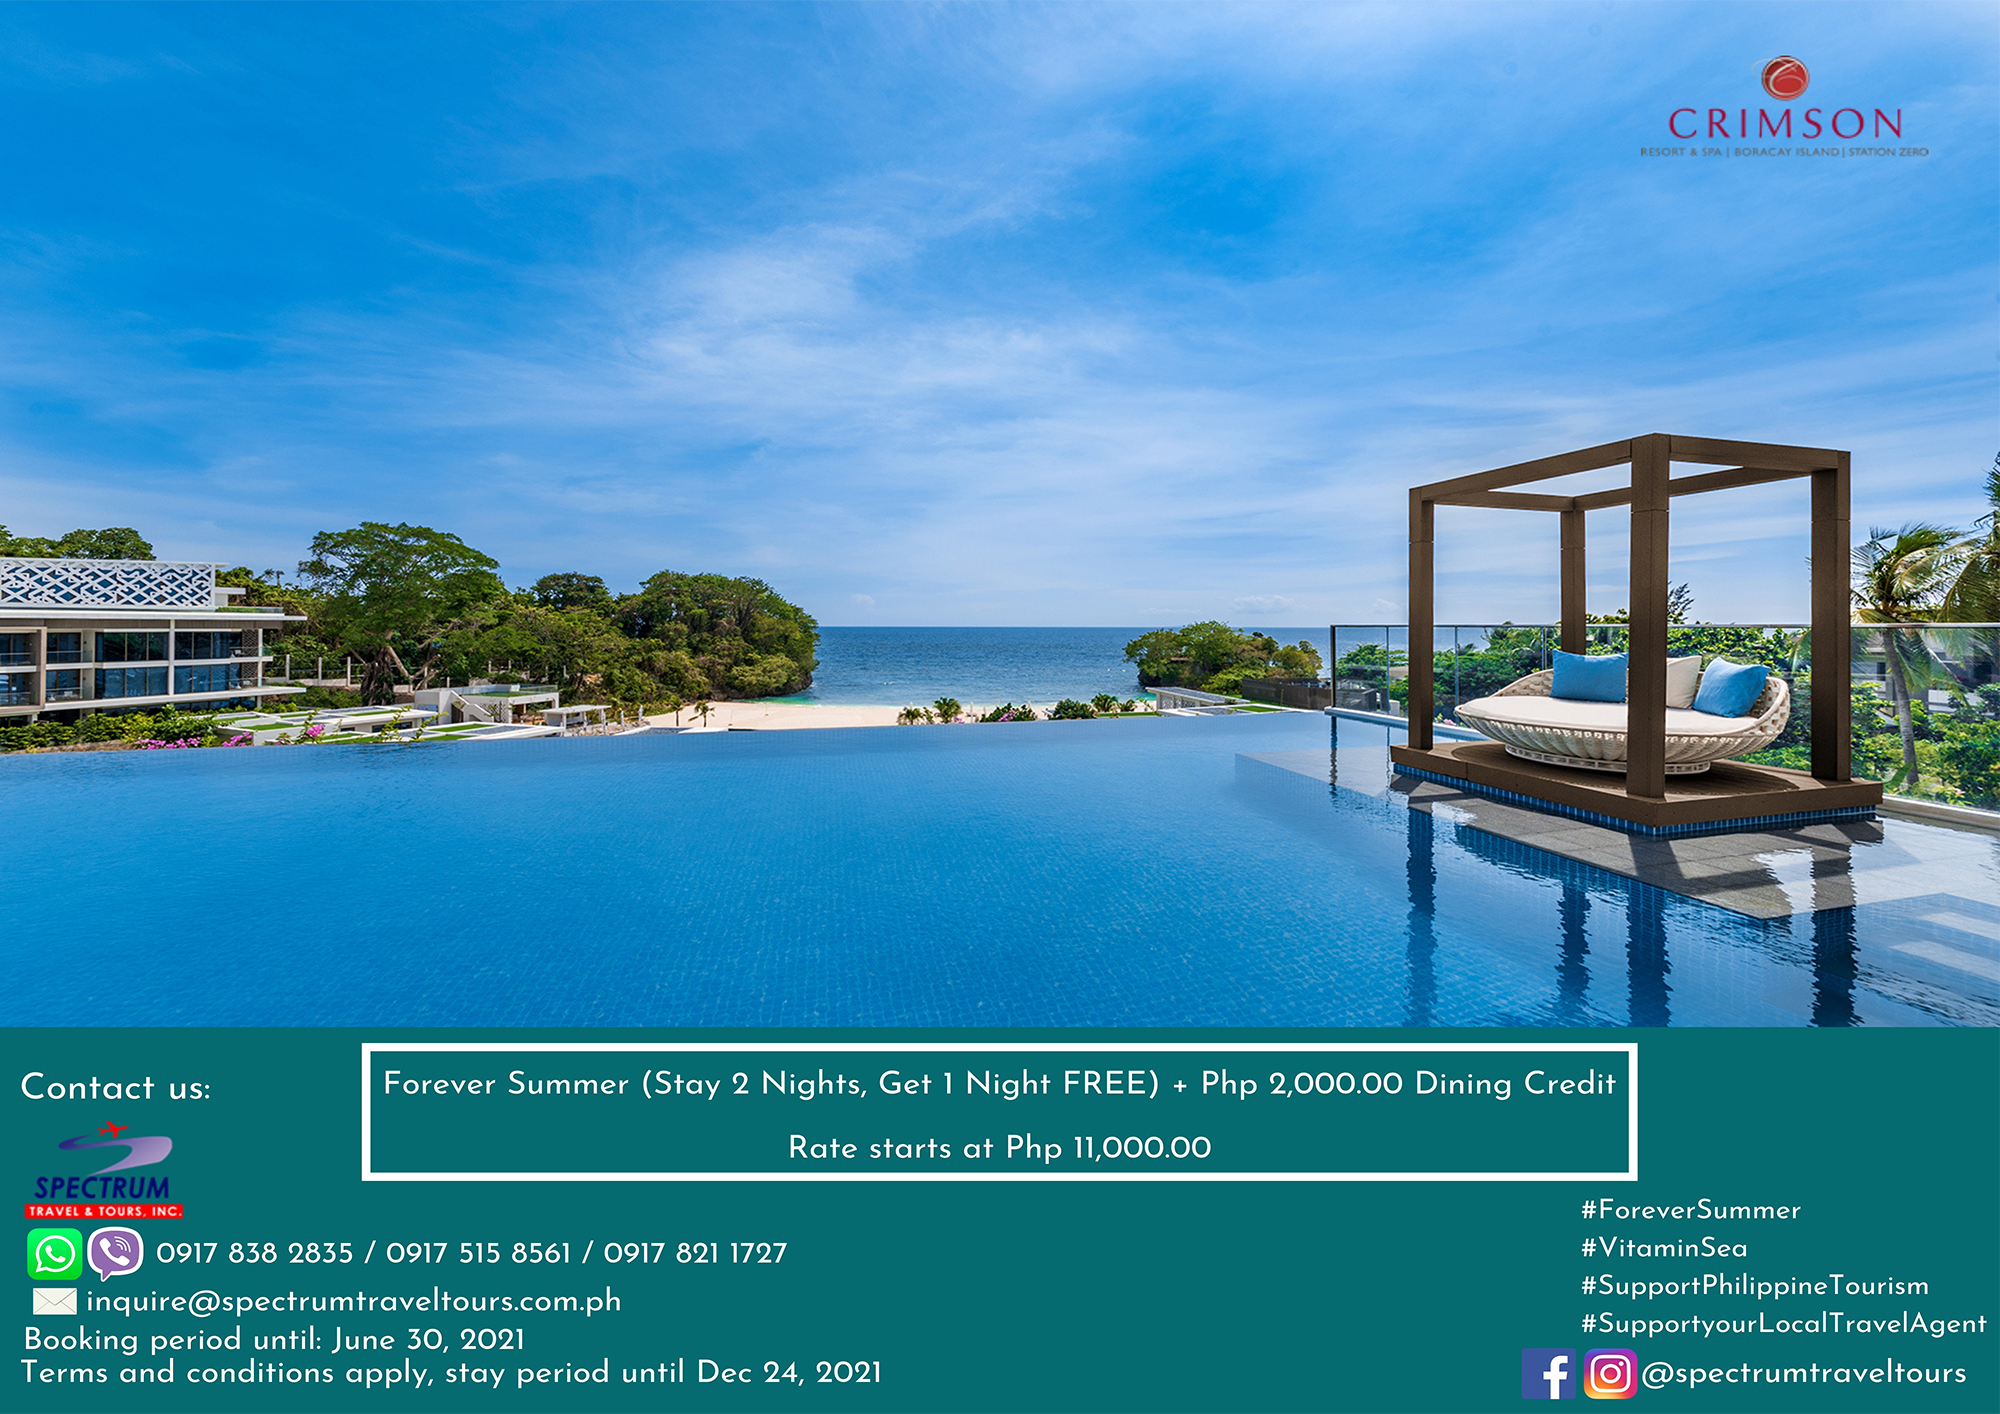 CRIMSON
RESORT & SPA | BORACAY ISLAND | STATION ZERO
Forever Summer (Stay 2 Nights, Get 1 Night FREE) + Php 2,000.00 Dining Credit
Rate starts at Php 11,000.00
Contact us:
SPECTRUM
TRAVEL & TOURS, INC.
0917 838 2835 / 0917 515 8561 / 0917 821 1727
inquire@spectrumtraveltours.com.ph
Booking period until: June 30, 2021
Terms and conditions apply, stay period until Dec 24, 2021
#ForeverSummer
#VitaminSea
#SupportPhilippineTourism
#SupportyourLocalTravelAgent
@spectrumtraveltours